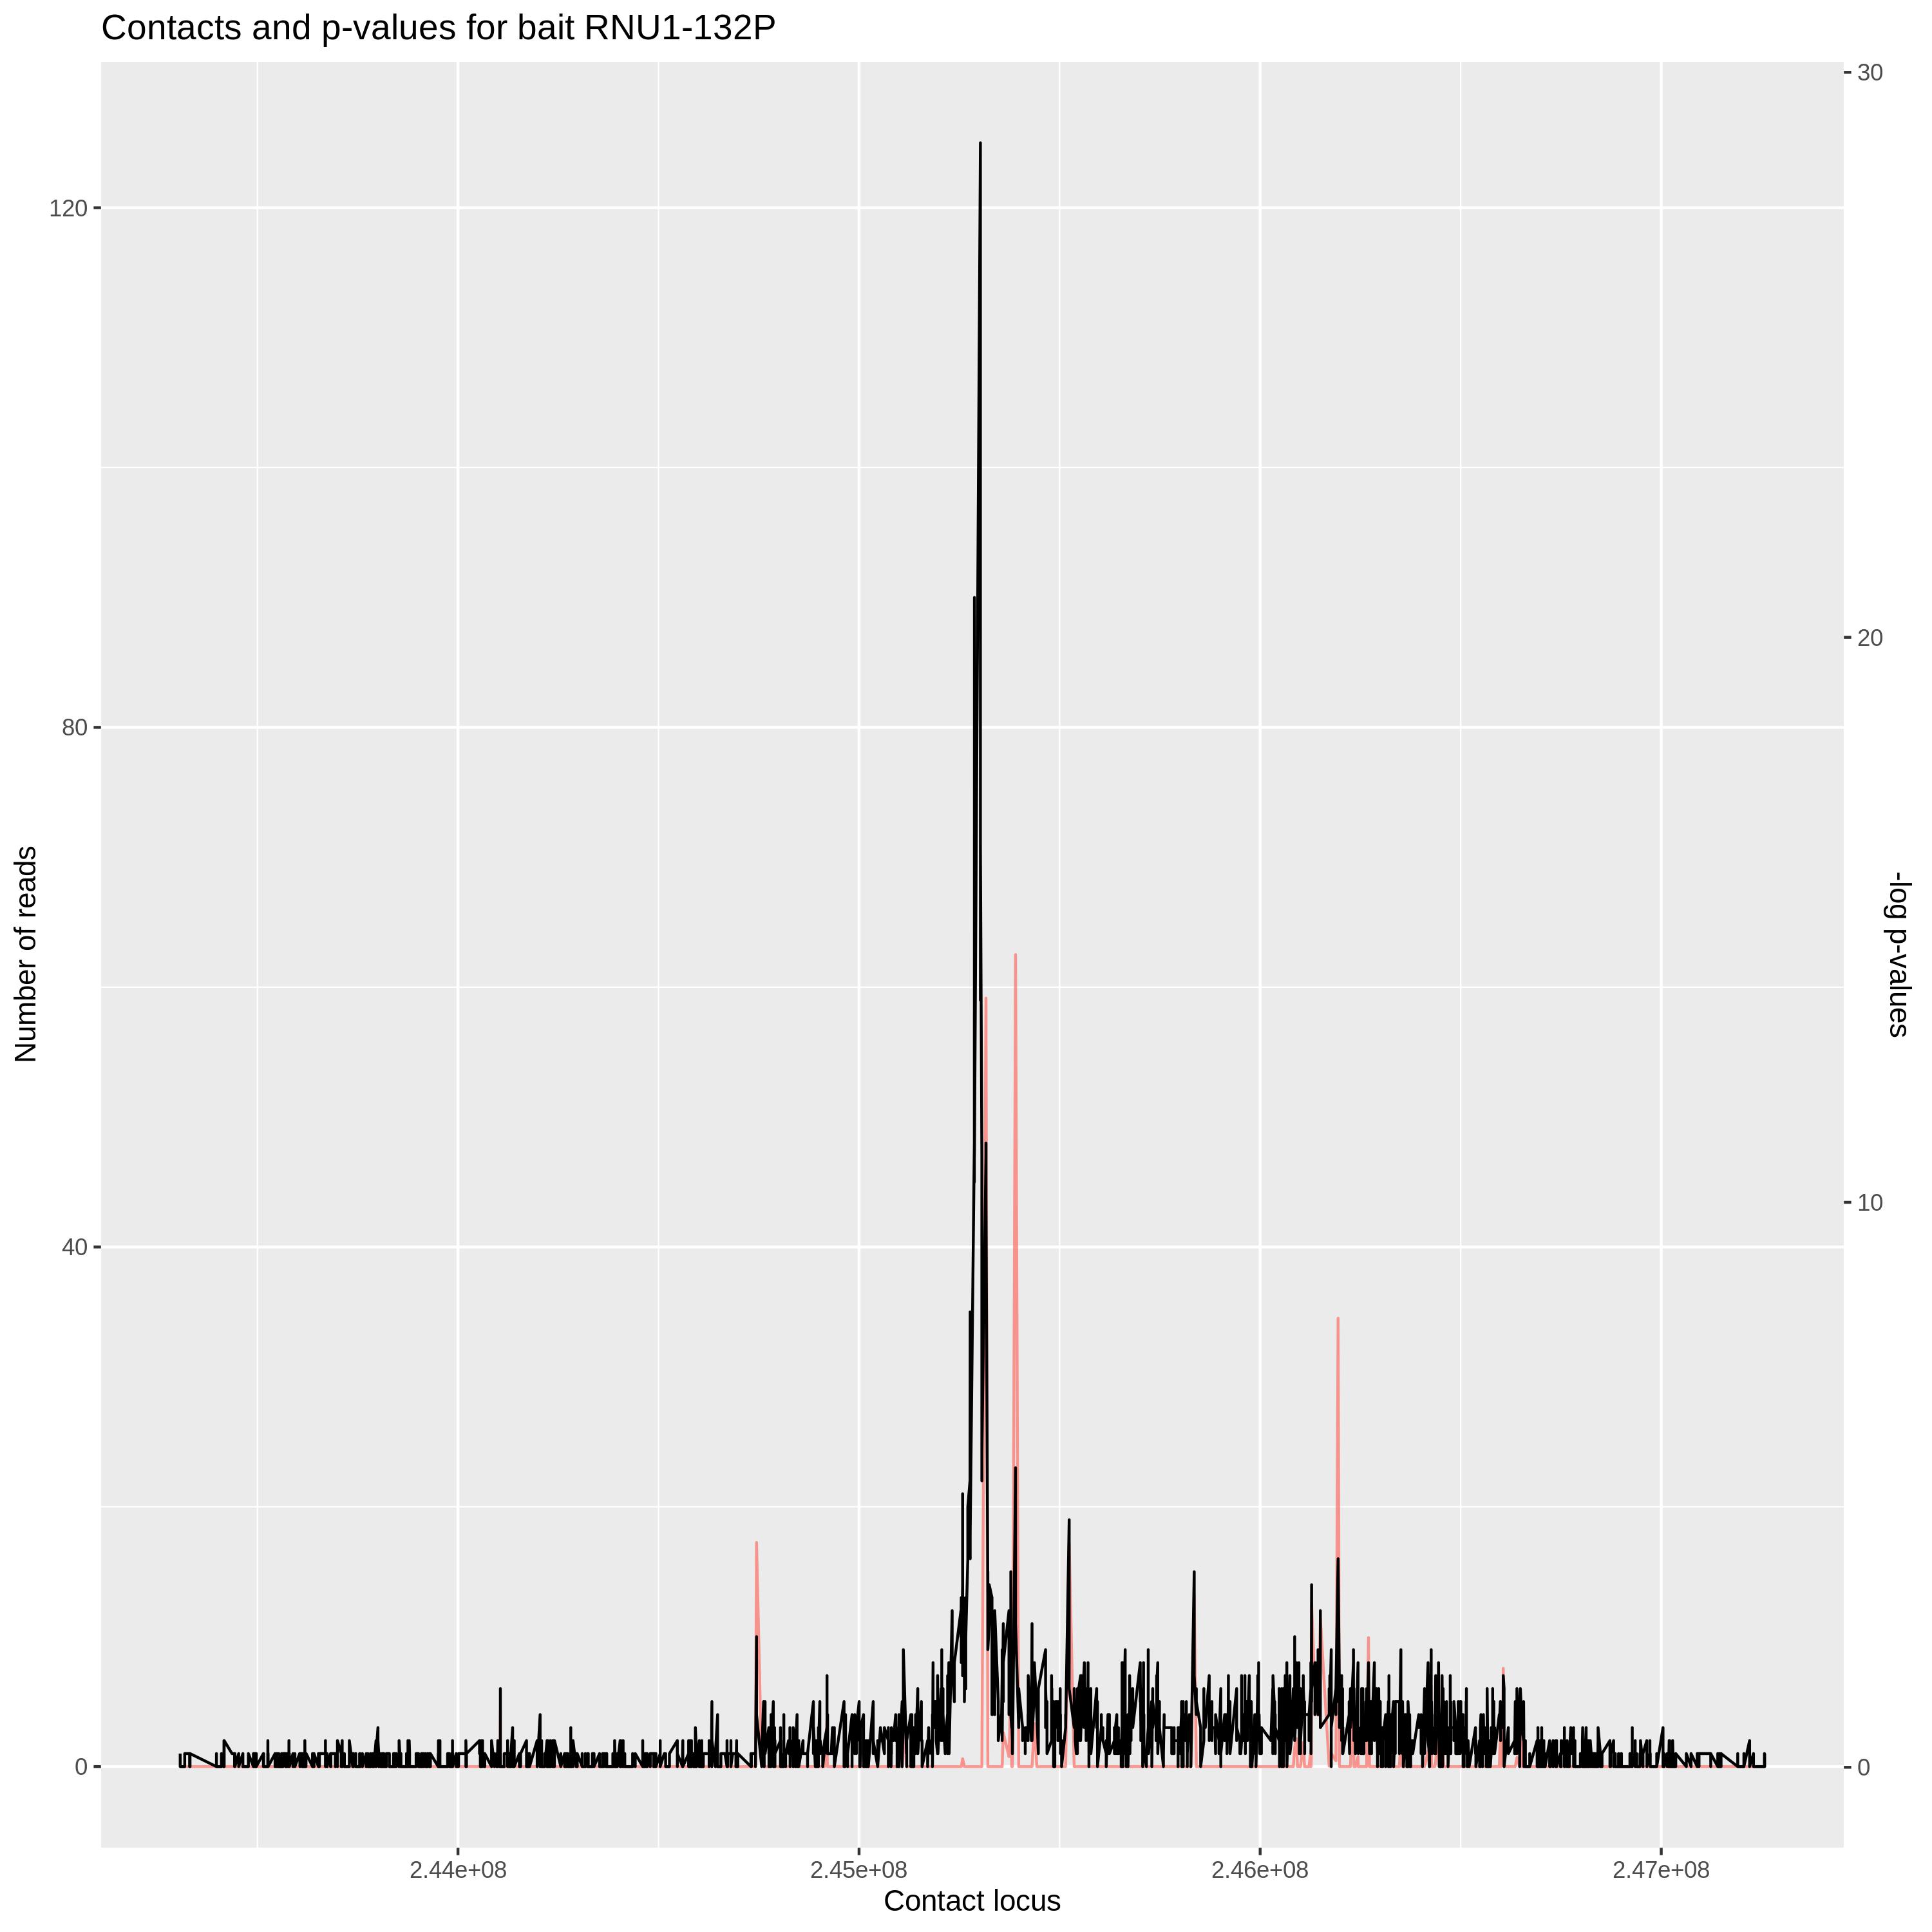 Contacts and p-values for bait RNU1-132P
30
120
20
80
Number of reads
-log p-values
10
40
0
0
2.44e+08
2.45e+08
2.46e+08
2.47e+08
Contact locus